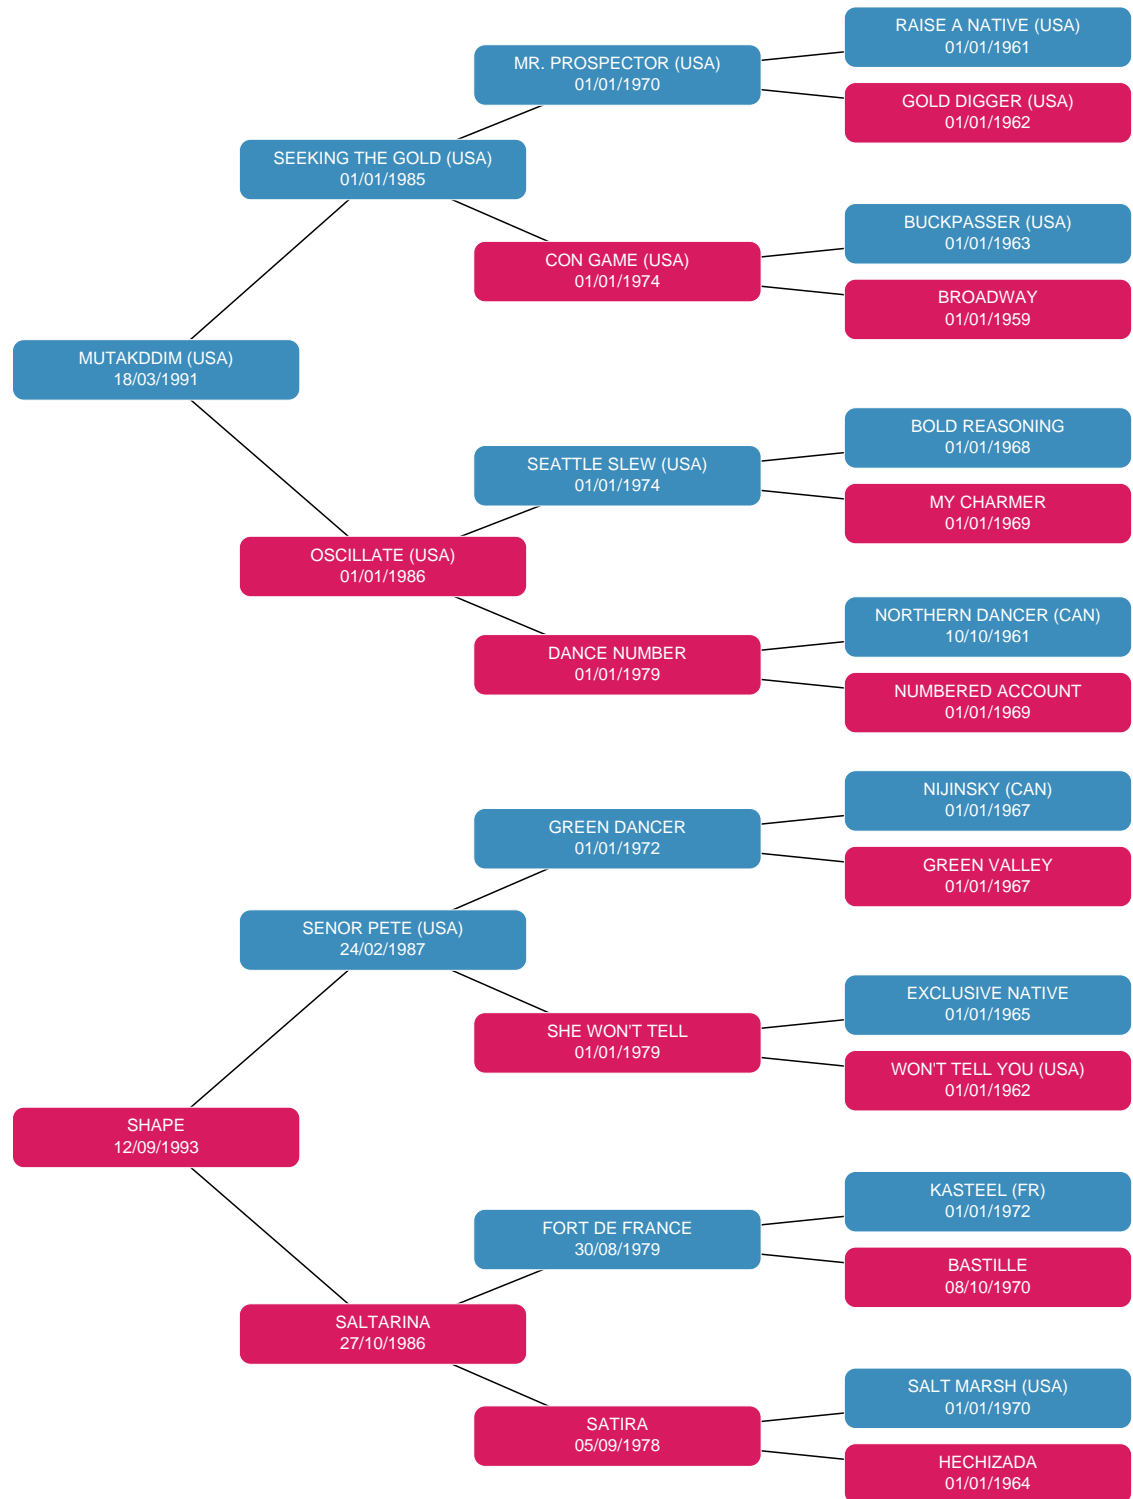 RAISE A NATIVE (USA)
01/01/1961
MR. PROSPECTOR (USA)
01/01/1970
GOLD DIGGER (USA)
01/01/1962
SEEKING THE GOLD (USA)
01/01/1985
BUCKPASSER (USA)
01/01/1963
CON GAME (USA)
01/01/1974
BROADWAY
01/01/1959
MUTAKDDIM (USA)
18/03/1991
BOLD REASONING
01/01/1968
SEATTLE SLEW (USA)
01/01/1974
MY CHARMER
01/01/1969
OSCILLATE (USA)
01/01/1986
NORTHERN DANCER (CAN)
10/10/1961
DANCE NUMBER
01/01/1979
NUMBERED ACCOUNT
01/01/1969
NIJINSKY (CAN)
01/01/1967
GREEN DANCER
01/01/1972
GREEN VALLEY
01/01/1967
SENOR PETE (USA)
24/02/1987
EXCLUSIVE NATIVE
01/01/1965
SHE WON'T TELL
01/01/1979
WON'T TELL YOU (USA)
01/01/1962
SHAPE
12/09/1993
KASTEEL (FR)
01/01/1972
FORT DE FRANCE
30/08/1979
BASTILLE
08/10/1970
SALTARINA
27/10/1986
SALT MARSH (USA)
01/01/1970
SATIRA
05/09/1978
HECHIZADA
01/01/1964